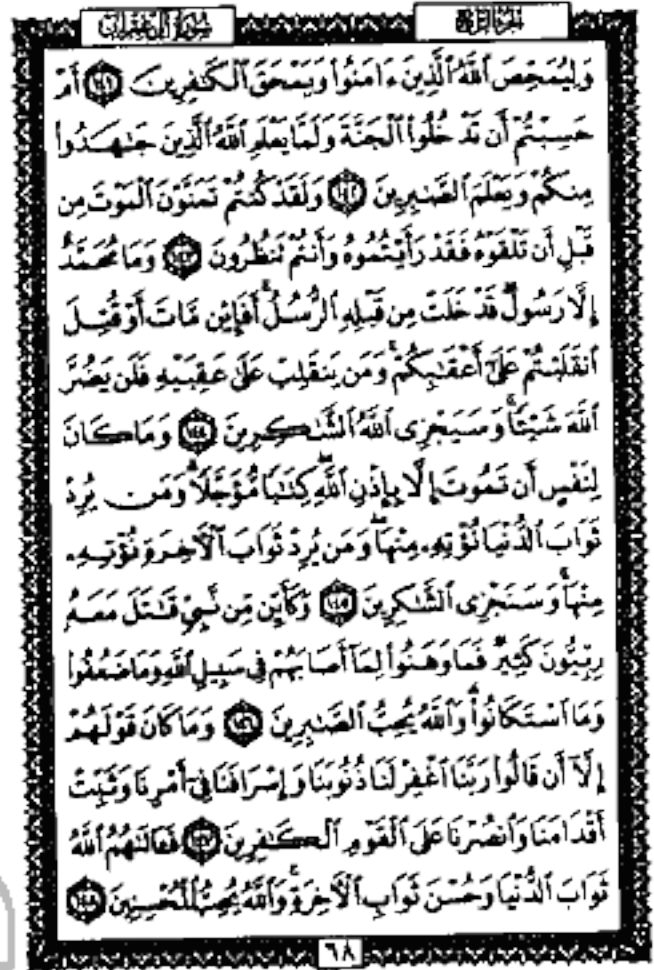 الجزء الرابع
سورة آل عمران
وَلِيُمَحِّصَ ٱللَّهُ ٱلَّذِينَ ءَامَنُوا۟ وَيَمْحَقَ ٱلْكَٰفِرِينَ ١٤١ أَمْ
حَسِبْتُمْ أَن تَدْخُلُوا۟ ٱلْجَنَّةَ وَلَمَّا يَعْلَمِ ٱللَّهُ ٱلَّذِينَ جَٰهَدُوا۟
مِنكُمْ وَيَعْلَمَ ٱلصَّٰبِرِينَ ١٤٢ وَلَقَدْ كُنتُمْ تَمَنَّوْنَ ٱلْمَوْتَ مِن
قَبْلِ أَن تَلْقَوْهُ فَقَدْ رَأَيْتُمُوهُ وَأَنتُمْ تَنظُرُونَ ١٤٣ وَمَا مُحَمَّدٌ
إِلَّا رَسُولٌ قَدْ خَلَتْ مِن قَبْلِهِ ٱلرُّسُلُ ۚ أَفَإِي۟ن مَّاتَ أَوْ قُتِلَ
ٱنقَلَبْتُمْ عَلَىٰٓ أَعْقَٰبِكُمْ ۚ وَمَن يَنقَلِبْ عَلَىٰ عَقِبَيْهِ فَلَن يَضُرَّ
ٱللَّهَ شَيْـًٔا ۗ وَسَيَجْزِى ٱللَّهُ ٱلشَّٰكِرِينَ ١٤٤ وَمَا كَانَ
لِنَفْسٍ أَن تَمُوتَ إِلَّا بِإِذْنِ ٱللَّهِ كِتَٰبًا مُّؤَجَّلًا ۗ وَمَن يُرِدْ
ثَوَابَ ٱلدُّنْيَا نُؤْتِهِۦ مِنْهَا وَمَن يُرِدْ ثَوَابَ ٱلْـَٔاخِرَةِ نُؤْتِهِۦ
مِنْهَا ۚ وَسَنَجْزِى ٱلشَّٰكِرِينَ ١٤٥ وَكَأَيِّن مِّن نَّبِىٍّ قَٰتَلَ مَعَهُۥ
رِبِّيُّونَ كَثِيرٌ فَمَا وَهَنُوا۟ لِمَآ أَصَابَهُمْ فِى سَبِيلِ ٱللَّهِ وَمَا ضَعُفُوا۟
وَمَا ٱسْتَكَانُوا۟ ۗ وَٱللَّهُ يُحِبُّ ٱلصَّٰبِرِينَ ١٤٦ وَمَا كَانَ قَوْلَهُمْ
إِلَّآ أَن قَالُوا۟ رَبَّنَا ٱغْفِرْ لَنَا ذُنُوبَنَا وَإِسْرَافَنَا فِىٓ أَمْرِنَا وَثَبِّتْ
أَقْدَامَنَا وَٱنصُرْنَا عَلَى ٱلْقَوْمِ ٱلْكَٰفِرِينَ ١٤٧ فَـَٔاتَىٰهُمُ ٱللَّهُ
ثَوَابَ ٱلدُّنْيَا وَحُسْنَ ثَوَابِ ٱلْـَٔاخِرَةِ ۗ وَٱللَّهُ يُحِبُّ ٱلْمُحْسِنِينَ ١٤٨
٦٨